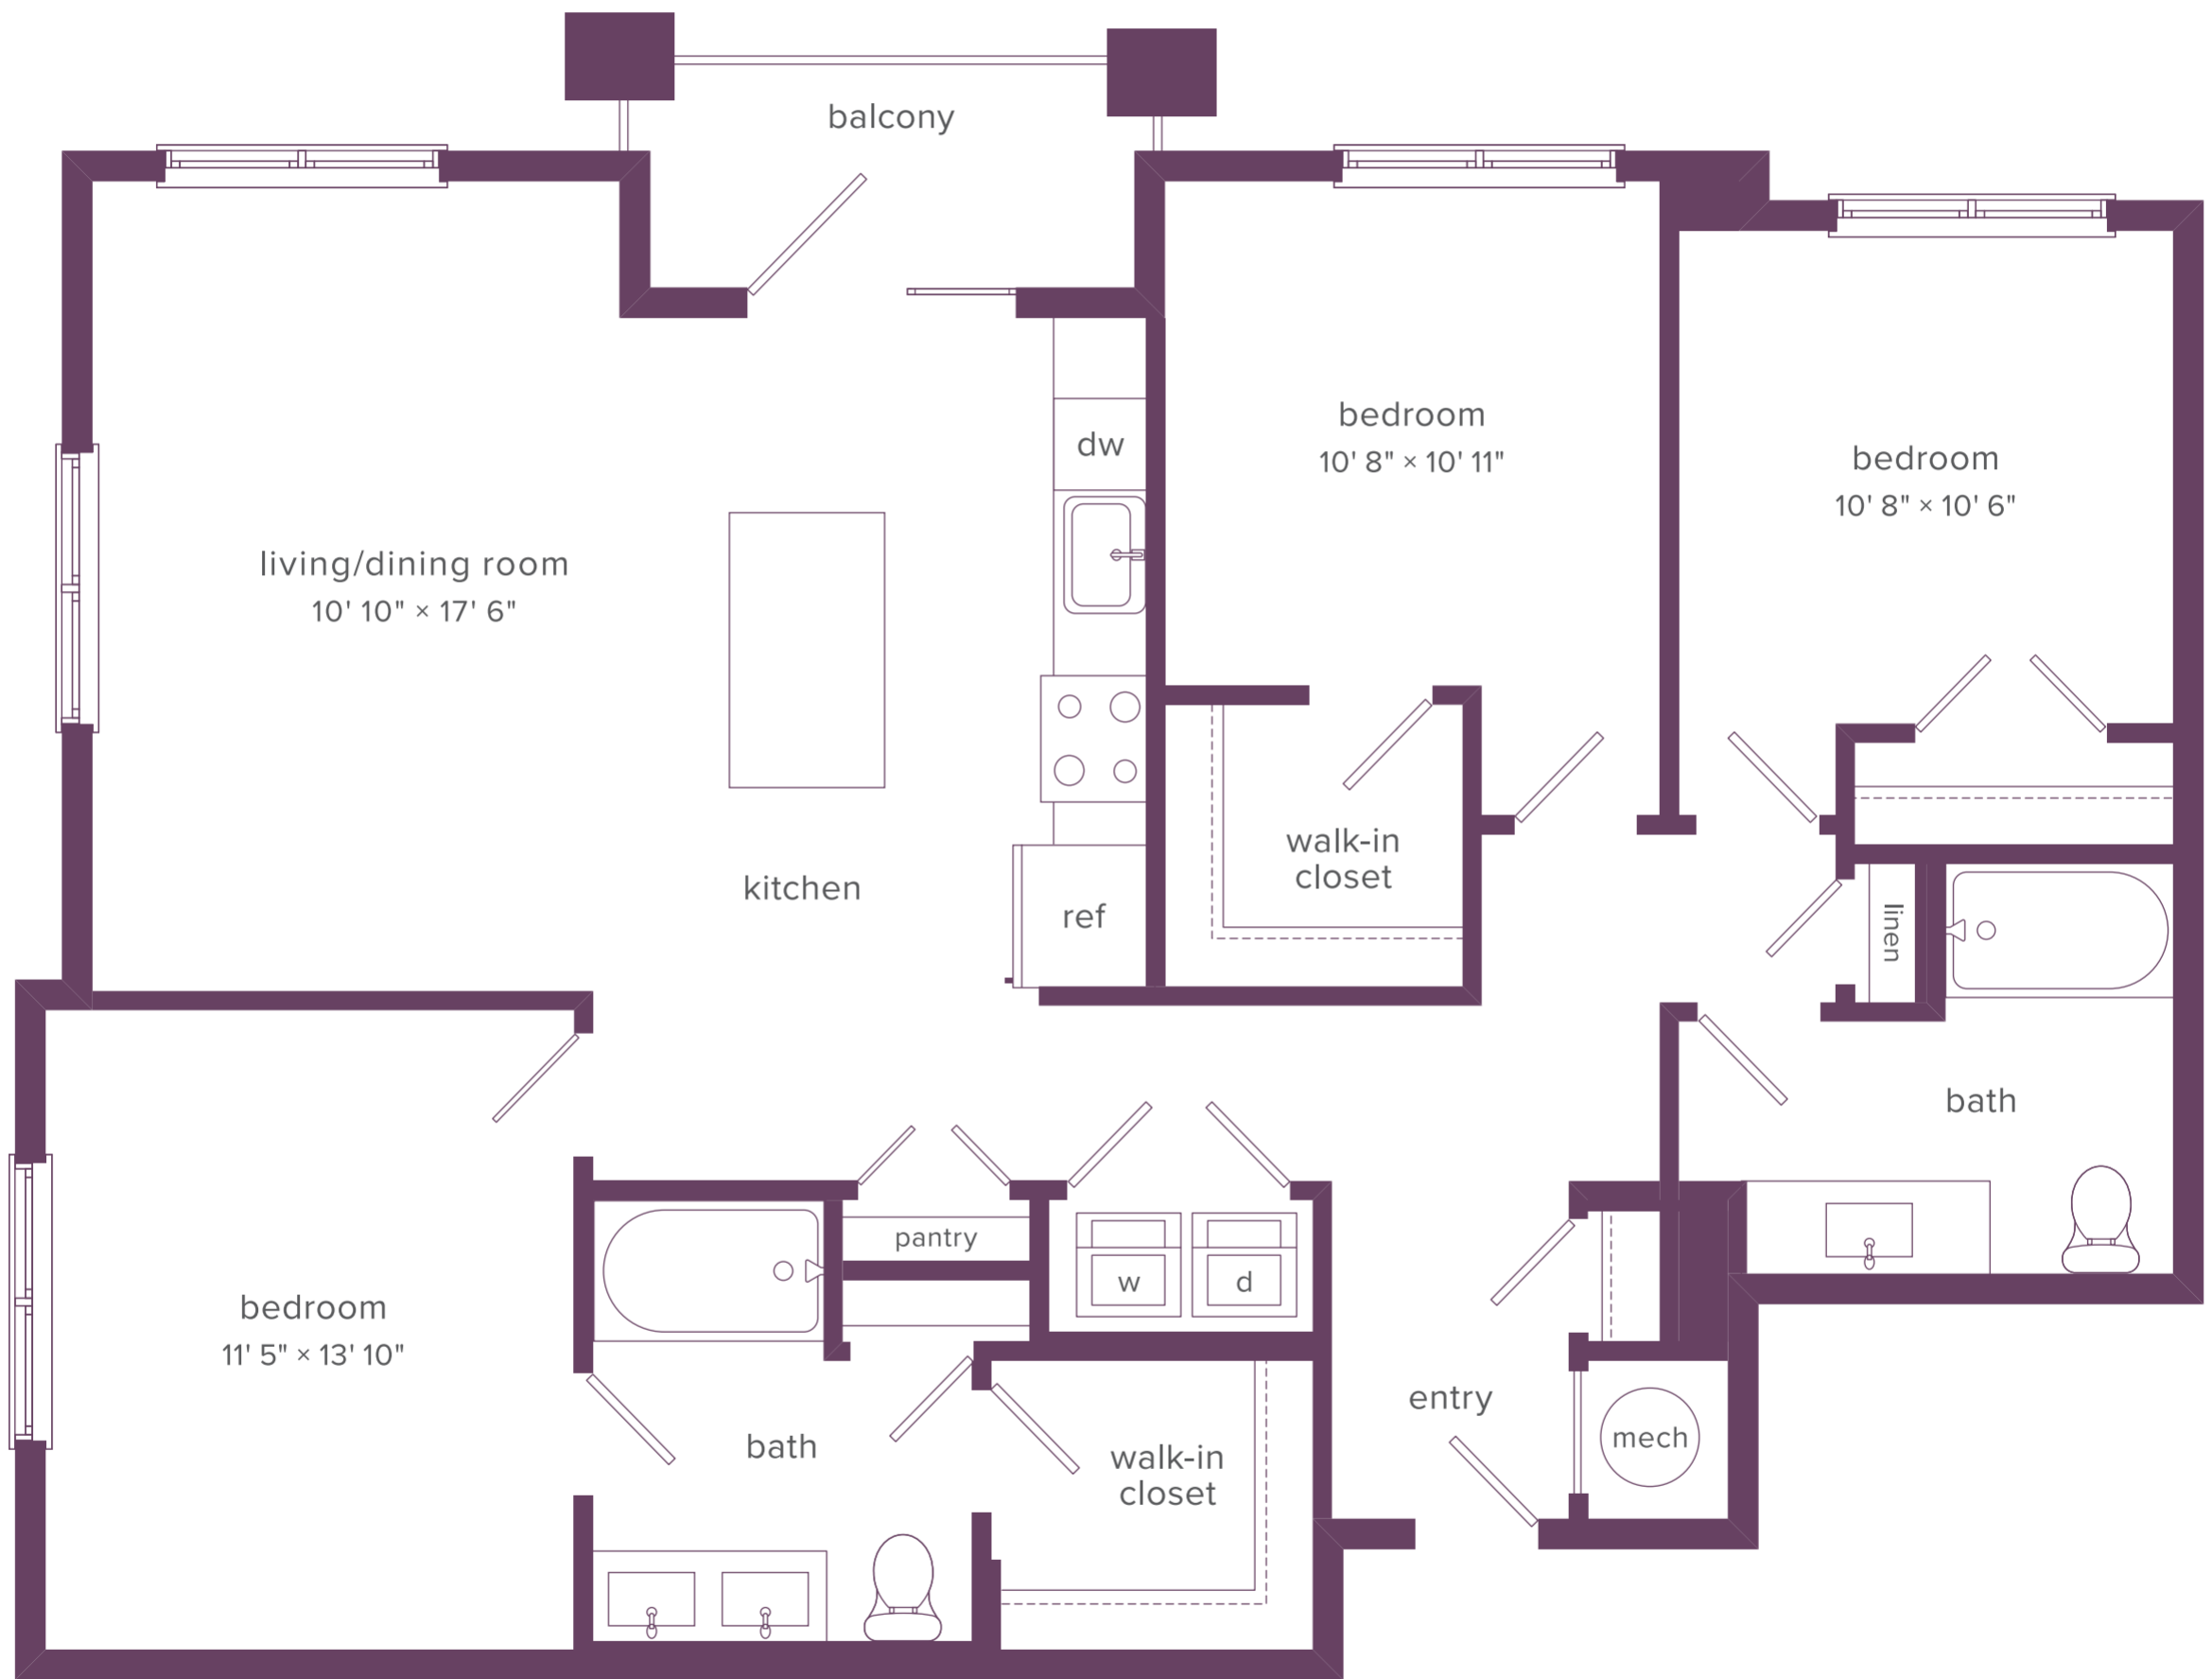 balcony
bedroom
10' 8" × 10' 11"
bedroom
10' 8" × 10' 6"
dw
living/dining room
10' 10" × 17' 6"
walk-in
closet
kitchen
ref
linen
bath
pantry
w
d
bedroom
11' 5" × 13' 10"
entry
mech
bath
walk-in
closet